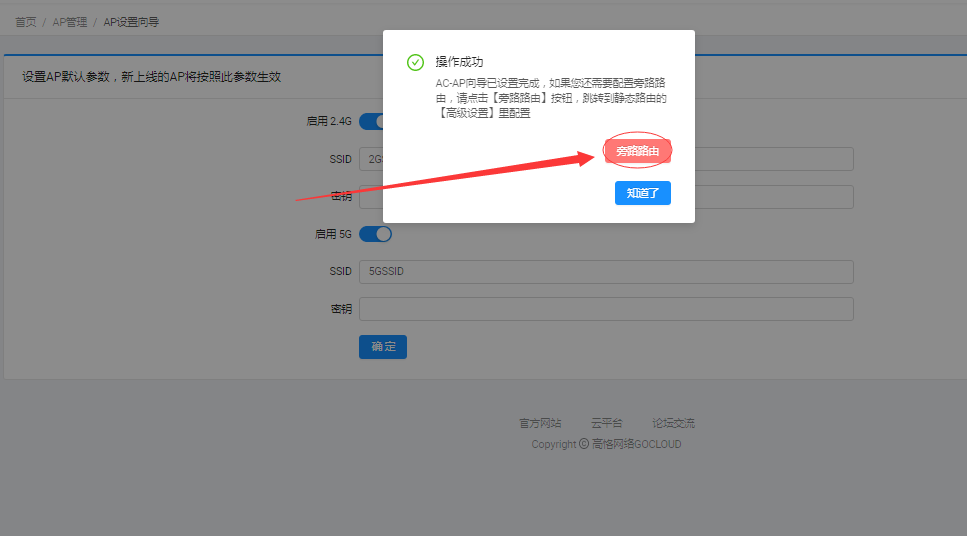 首页 / AP管理 / AP设置向导
设置AP默认参数，新上线的AP将按照此参数生效
操作成功
AC-AP向导已设置完成，如果您还需要配置旁路路
由，请点击【旁路路由】按钮，跳转到静态路由的
【高级设置】里配置
旁路路由
知道了
启用 2.4G
SSID 2G
密钥
启用 5G
SSID 5GSSID
密钥
确 定
官方网站 云平台 论坛交流
Copyright © 高格网络GOCLOUD